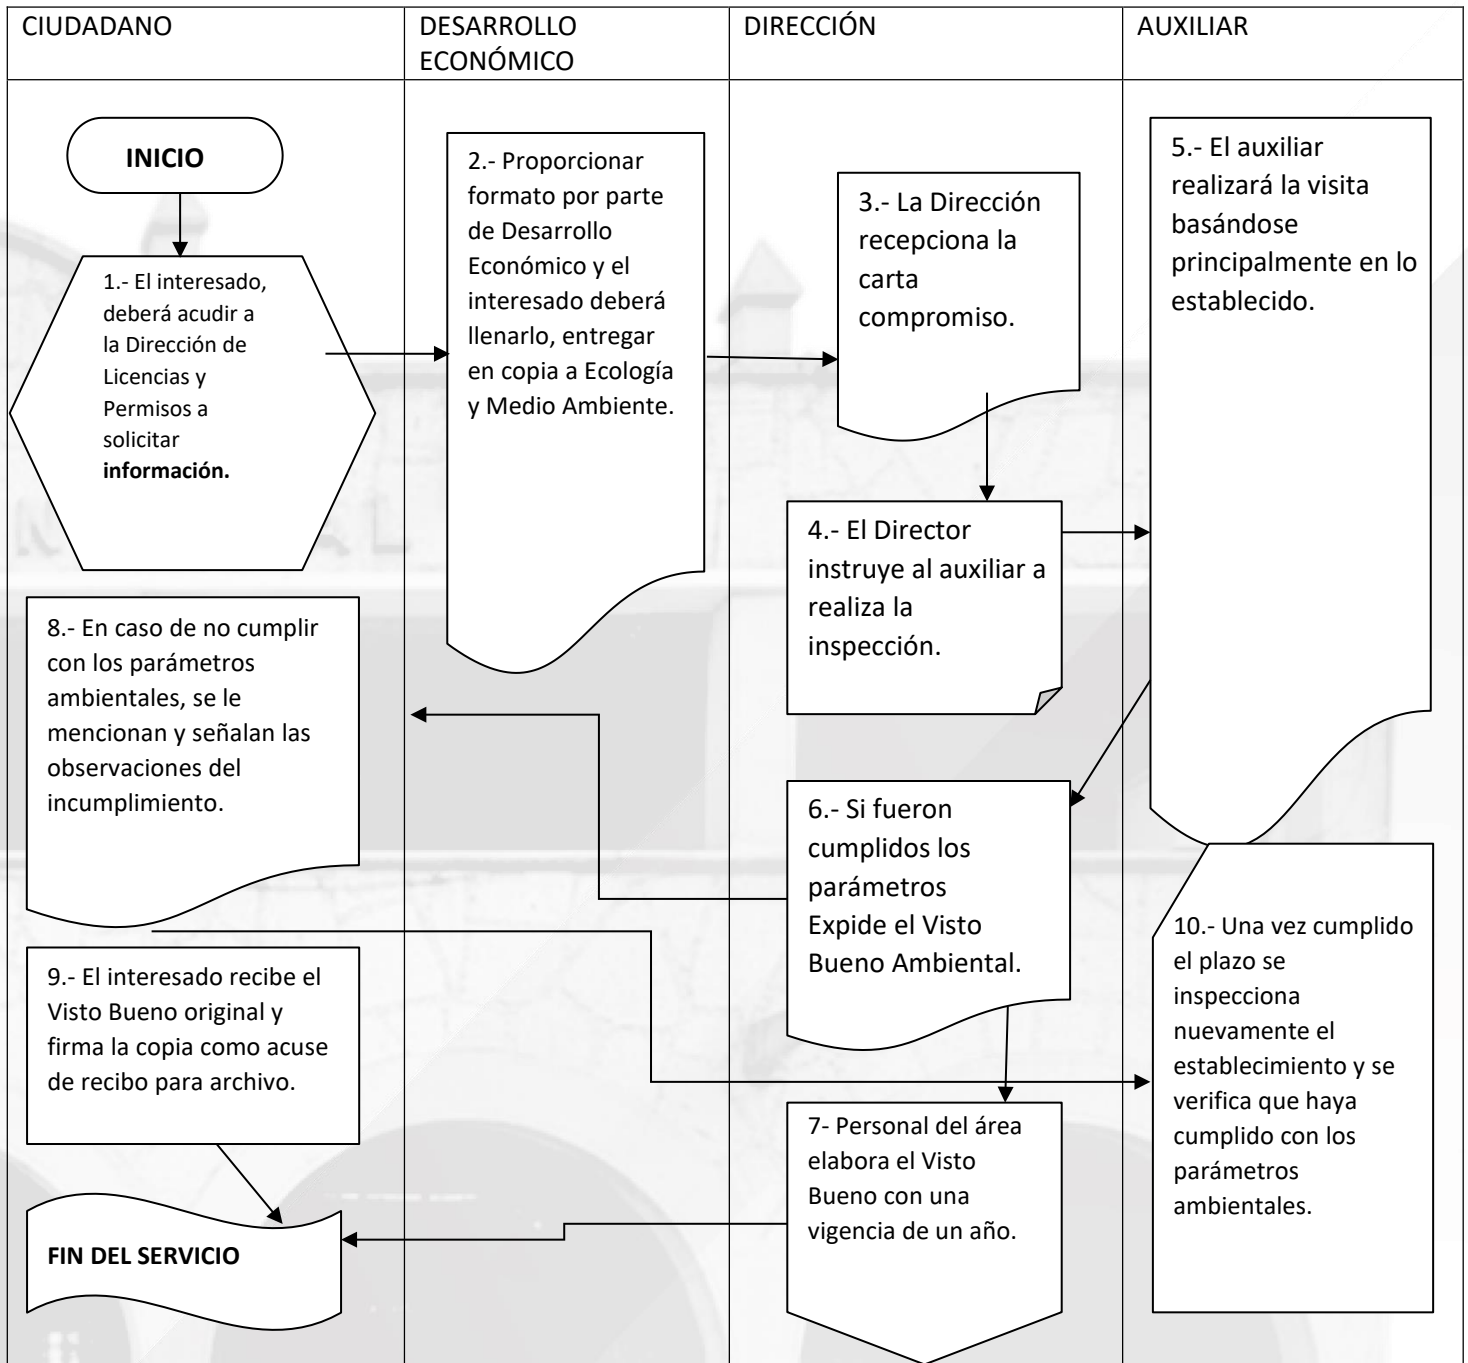 CIUDADANO
DESARROLLO
ECONÓMICO
DIRECCIÓN
AUXILIAR
INICIO
1.- El interesado,
deberá acudir a
la Dirección de
Licencias y
Permisos a
solicitar
información.
2.- Proporcionar
formato por parte
de Desarrollo
Económico y el
interesado deberá
llenarlo, entregar
en copia a Ecología
y Medio Ambiente.
3.- La Dirección
recepciona la
carta
compromiso.
4.- El Director
instruye al auxiliar a
realiza la
inspección.
5.- El auxiliar
realizará la visita
basándose
principalmente en lo
establecido.
6.- Si fueron
cumplidos los
parámetros
Expide el Visto
Bueno Ambiental.
7- Personal del área
elabora el Visto
Bueno con una
vigencia de un año.
8.- En caso de no cumplir
con los parámetros
ambientales, se le
mencionan y señalan las
observaciones del
incumplimiento.
9.- El interesado recibe el
Visto Bueno original y
firma la copia como acuse
de recibo para archivo.
10.- Una vez cumplido
el plazo se
inspecciona
nuevamente el
establecimiento y se
verifica que haya
cumplido con los
parámetros
ambientales.
FIN DEL SERVICIO